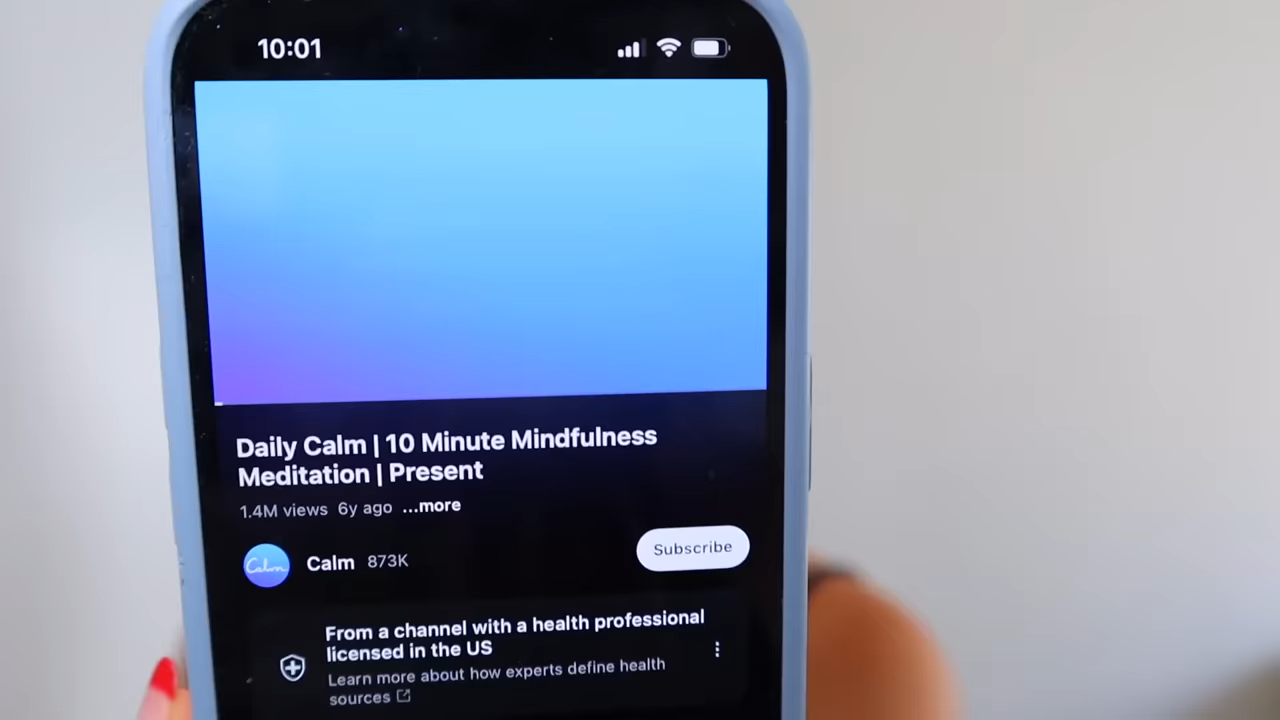 10:01
Daily Calm | 10 Minute Mindfulness
Meditation | Present
1.4M views 6y ago ...more
Calm
Calm 873K
Subscribe
From a channel with a health professional
licensed in the US
Learn more about how experts define health
sources